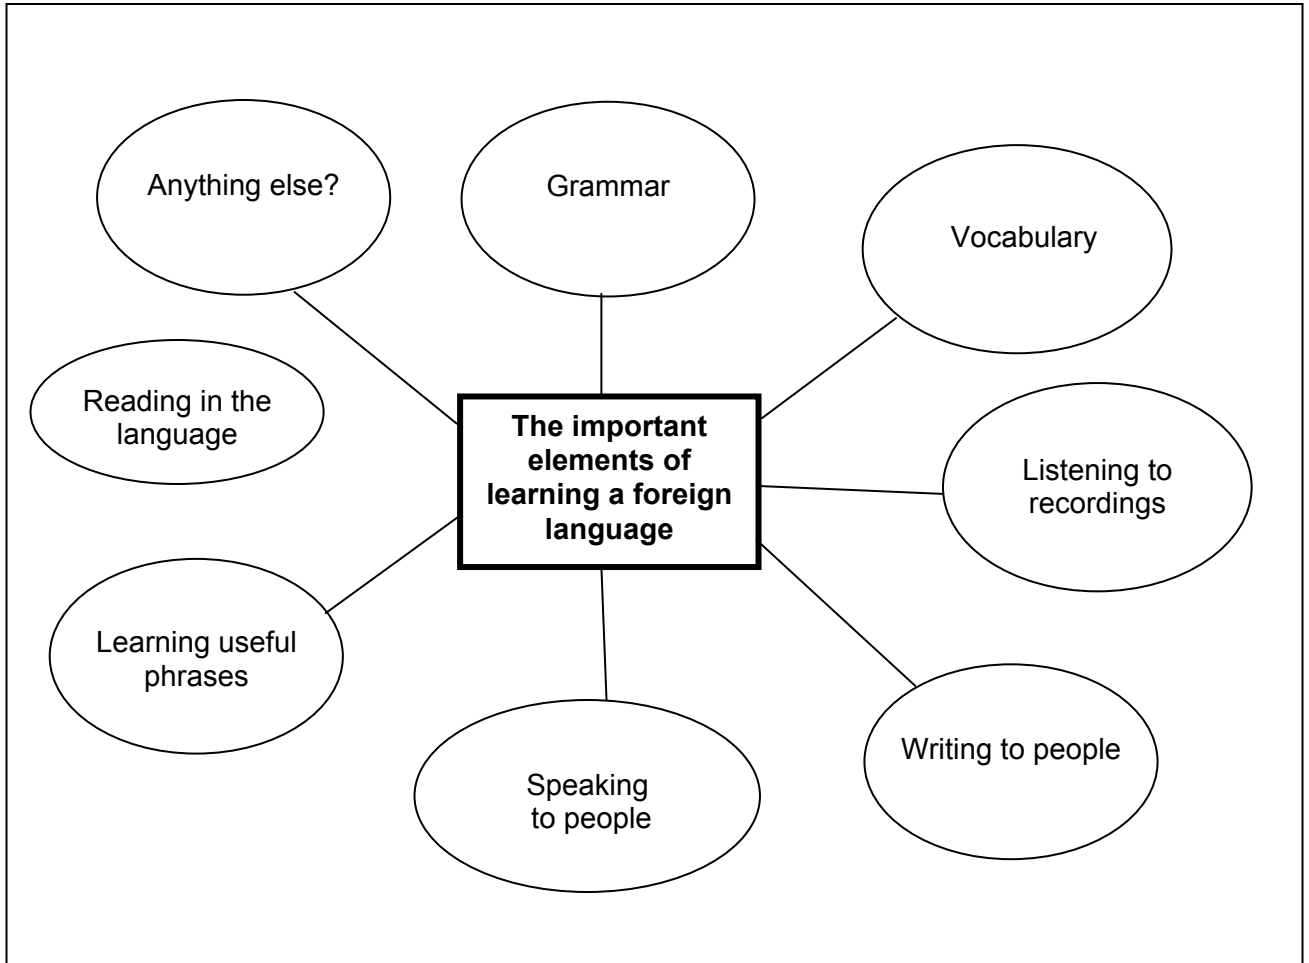 Anything else?
Grammar
Vocabulary
Reading in the
language
The important
elements of
learning a foreign
language
Listening to
recordings
Learning useful
phrases
Speaking
to people
Writing to people